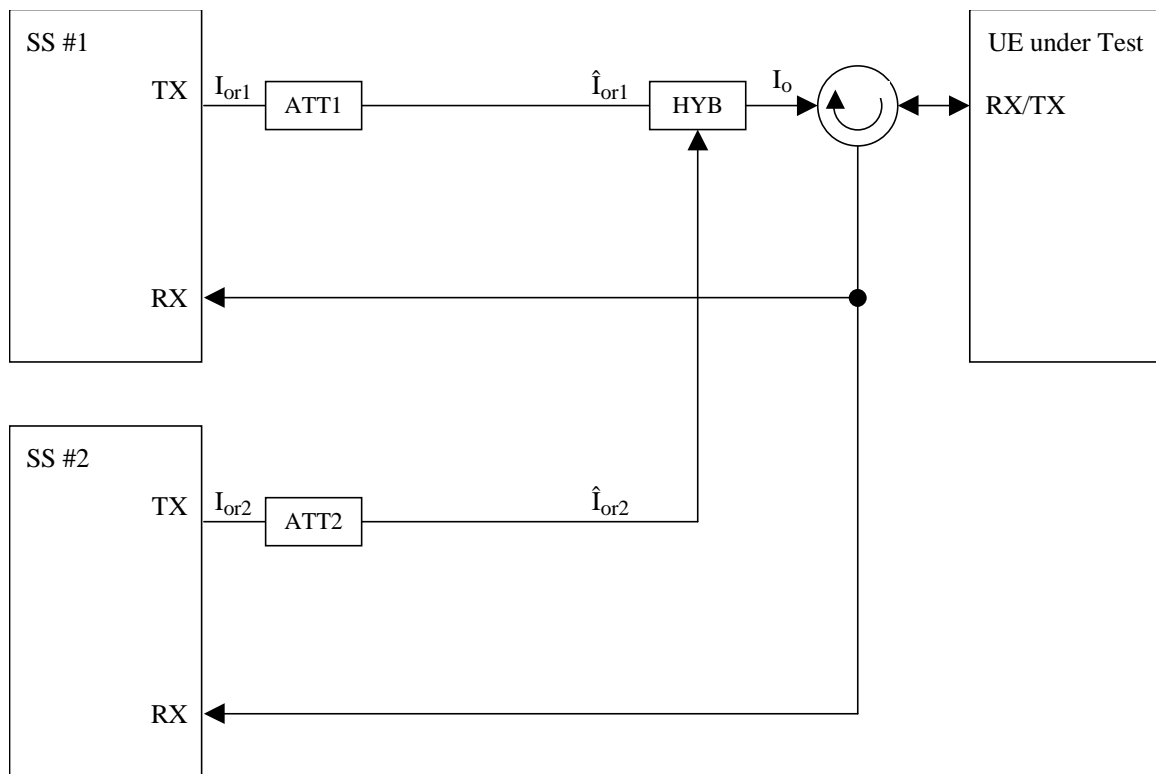 SS #1
UE under Test
TX
I_or1
ATT1
Î_or1
HYB
I_o
RX/TX
RX
SS #2
TX
I_or2
ATT2
Î_or2
RX